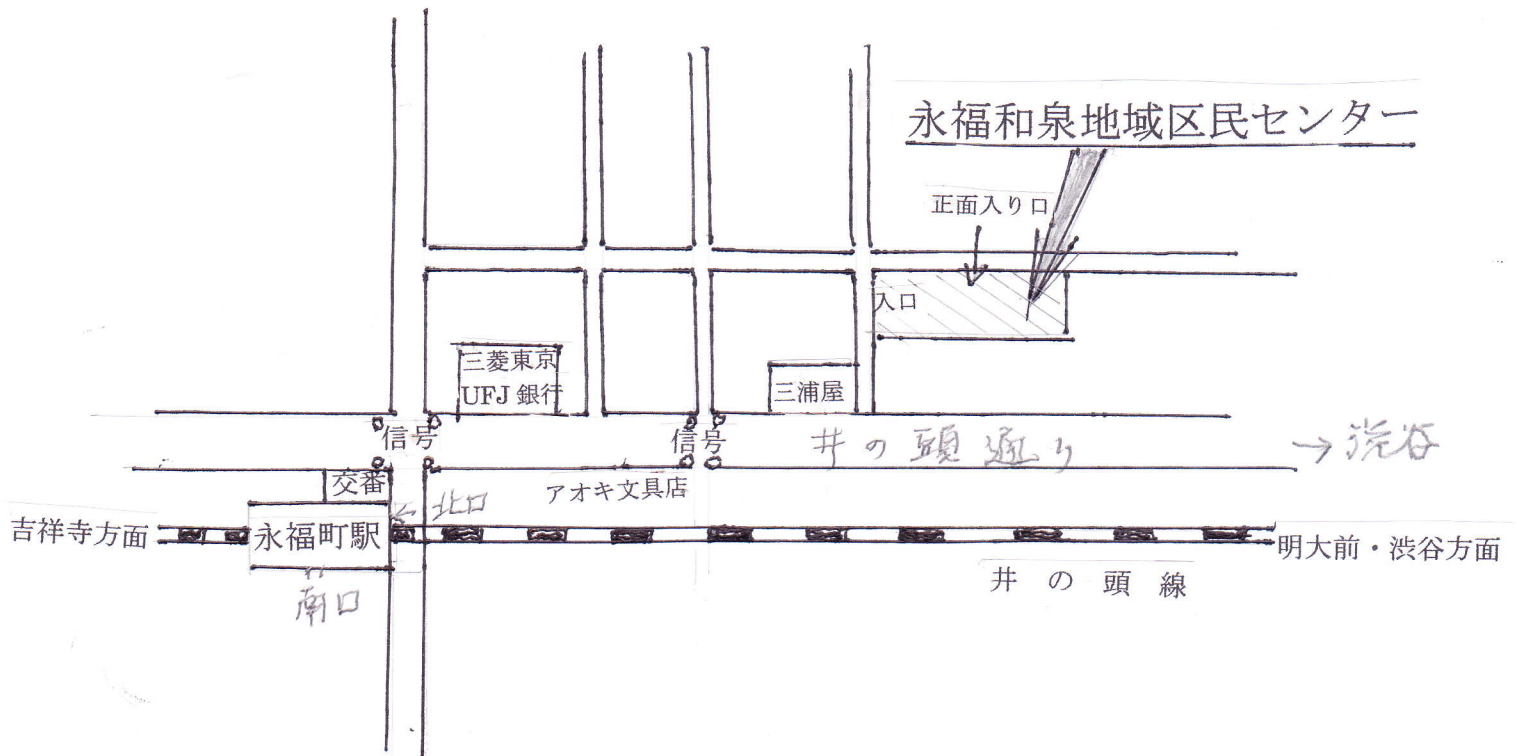 永福和泉地域区民センター
正面入り口
入口
三菱東京
UFJ 銀行
三浦屋
信号
信号
井の頭通り
→渋谷
交番
アオキ文具店
←北口
吉祥寺方面
永福町駅
明大前・渋谷方面
井の頭線
南口